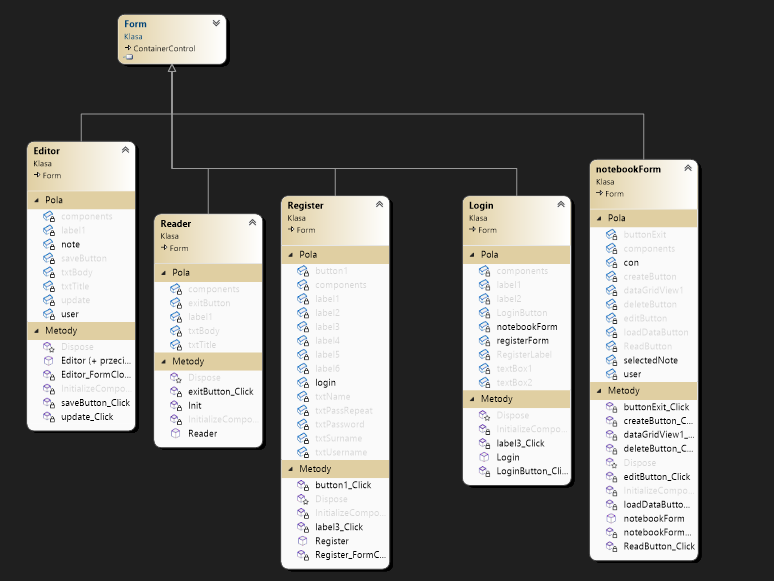 Form
Klasa
ContainerControl
Editor
Klasa
Form
Pola
components
label1
note
saveButton
txtBody
txtTitle
update
user
Metody
Dispose
Editor (+ przeci...
Editor_FormClo...
InitializeCompo...
saveButton_Click
update_Click
Reader
Klasa
Form
Pola
components
exitButton
label1
txtBody
txtTitle
Metody
Dispose
exitButton_Click
Init
InitializeCompo...
Reader
Register
Klasa
Form
Pola
button1
components
label1
label2
label3
label4
label5
label6
login
txtName
txtPassRepeat
txtPassword
txtSurname
txtUsername
Metody
button1_Click
Dispose
InitializeCompo...
label3_Click
Register
Register_FormC...
Login
Klasa
Form
Pola
components
label1
label2
LoginButton
notebookForm
registerForm
RegisterLabel
textBox1
textBox2
Metody
Dispose
InitializeCompo...
label3_Click
Login
LoginButton_Cli...
notebookForm
Klasa
Form
Pola
buttonExit
components
con
createButton
dataGridView1
deleteButton
editButton
loadDataButton
ReadButton
selectedNote
user
Metody
buttonExit_Click
createButton_C...
dataGridView1_...
deleteButton_C...
Dispose
editButton_Click
InitializeCompo...
loadDataButto...
notebookForm
notebookForm...
ReadButton_Click